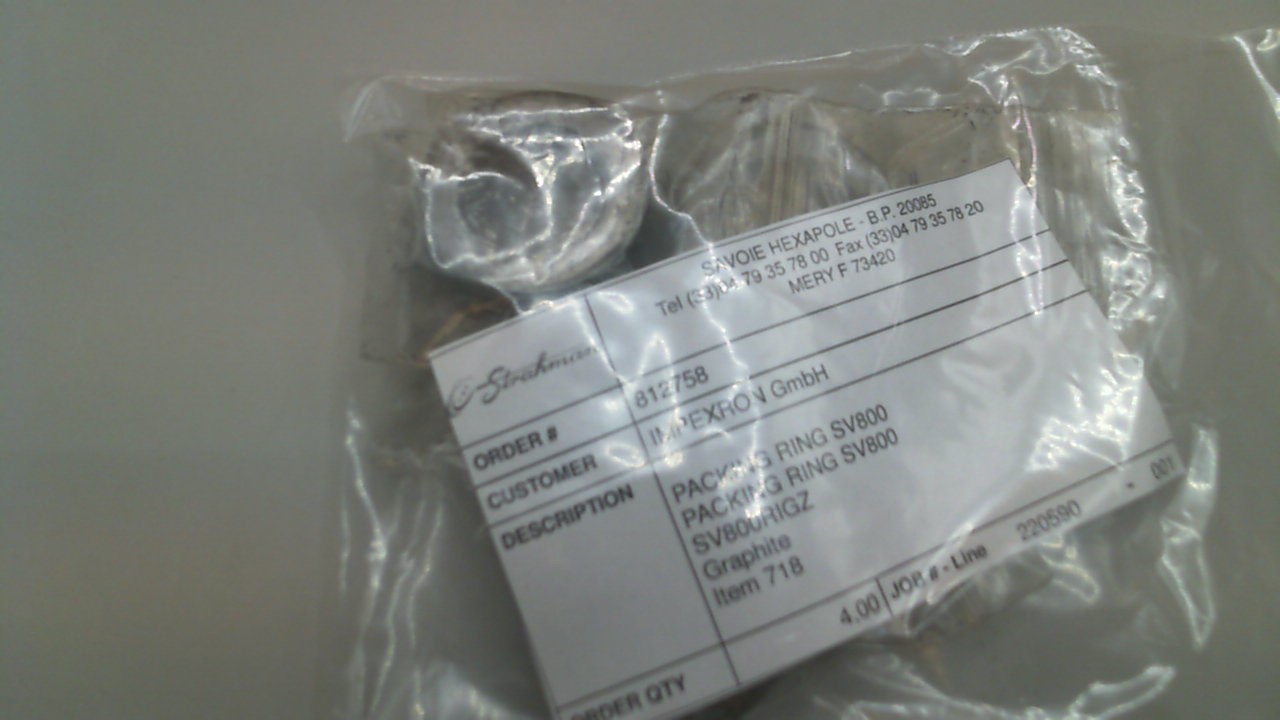 SAVOIE HEXAPOLE - B.P. 20085
Tel (33)04 79 35 78 00 Fax (33)04 79 35 78 20
MERY F 73420
Strahman
ORDER # 812758
CUSTOMER IMPEXRON GmbH
DESCRIPTION PACKING RING SV800
PACKING RING SV800
SV800RIGZ
Graphite
Item 718
ORDER QTY 4,00 JOB # - Line 220590 - 001